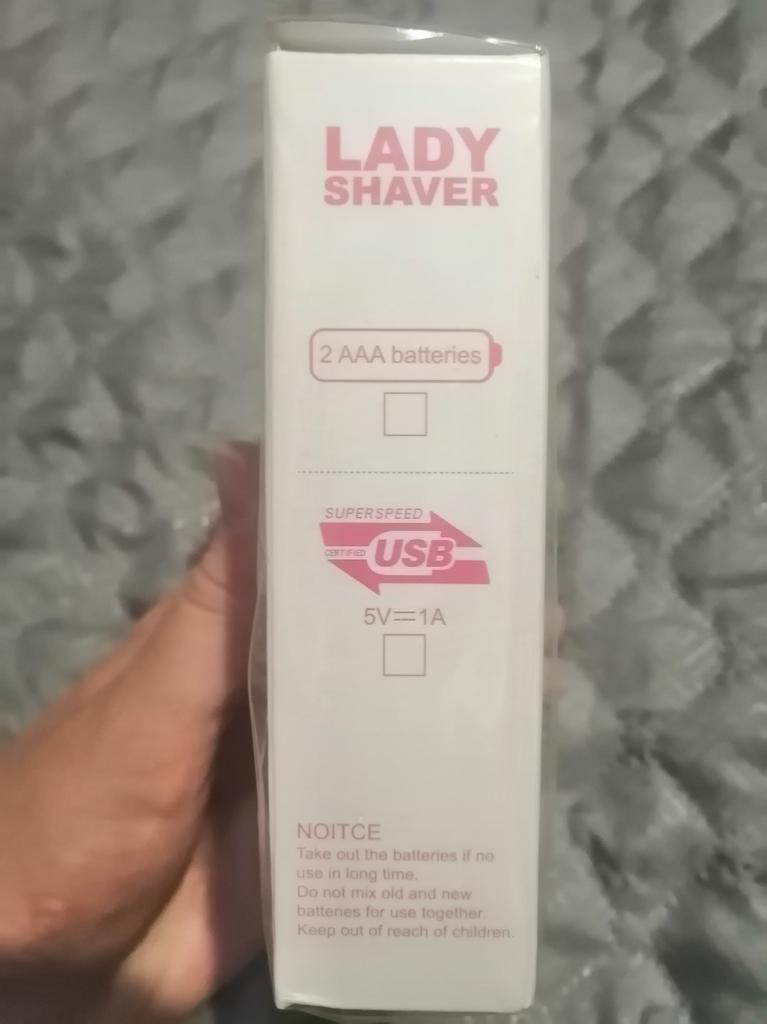 LADY
SHAVER
2 AAA batteries
SUPERSPEED
CERTIFIED USB
5V⎓1A
NOITCE
Take out the batteries if no
use in long time.
Do not mix old and new
batteries for use together.
Keep out of reach of children.